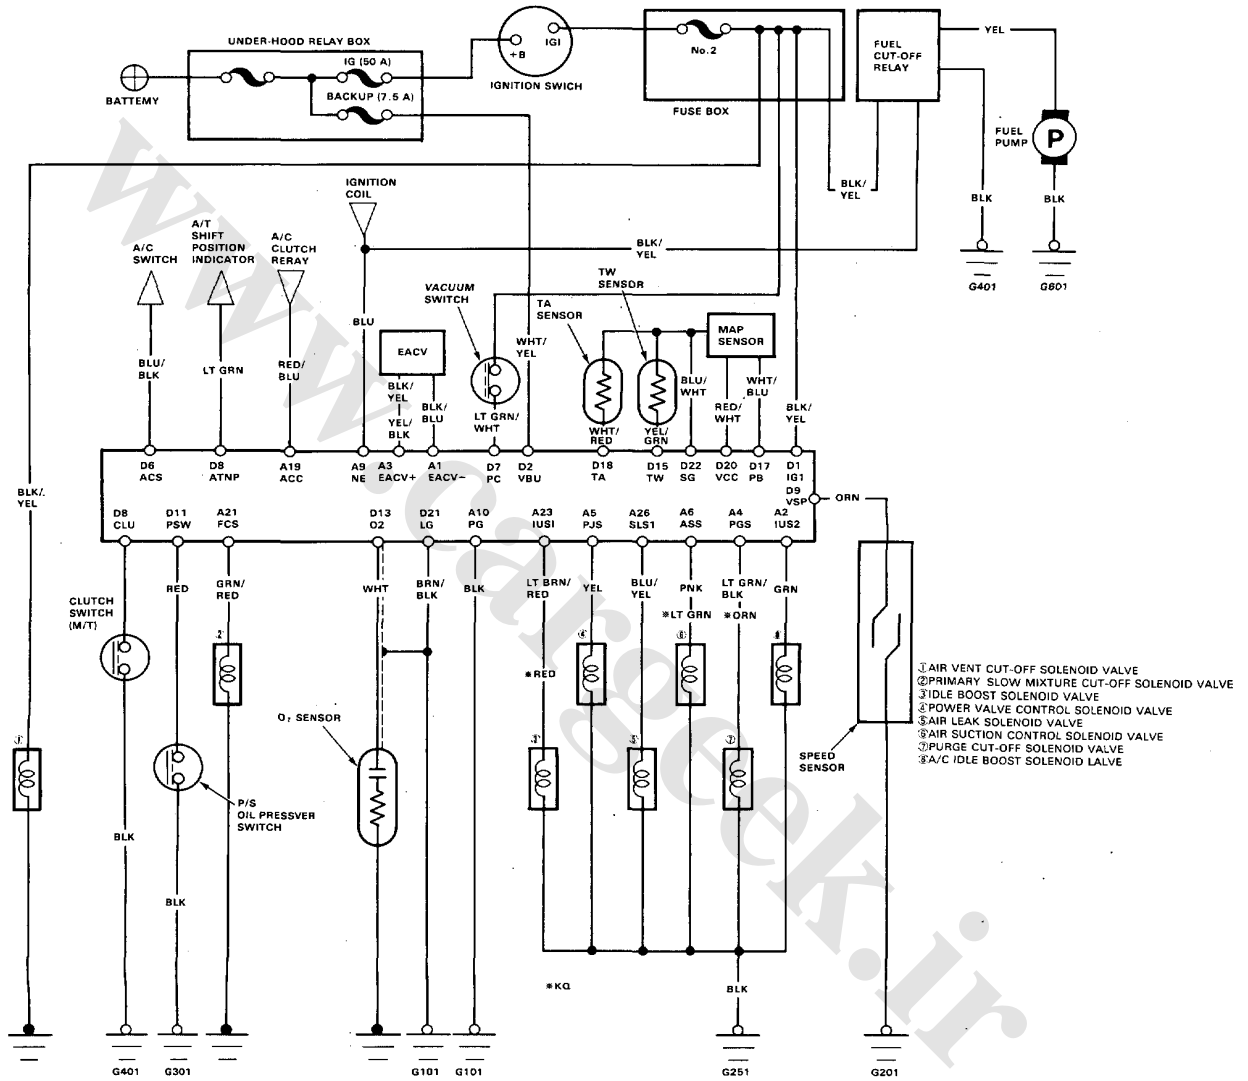 UNDER-HOOD RELAY BOX
IG (50 A)
BACKUP (7.5 A)
BATTEMY
+B
IGI
IGNITION SWICH
No.2
FUSE BOX
FUEL
CUT-OFF
RELAY
YEL
FUEL
PUMP
P
BLK/
YEL
BLK
BLK
G401
G601
IGNITION
COIL
A/C
SWITCH
A/T
SHIFT
POSITION
INDICATOR
A/C
CLUTCH
RERAY
BLK/
YEL
VACUUM
SWITCH
TA
SENSOR
TW
SENSOR
MAP
SENSOR
EACV
BLU
WHT/
YEL
BLU/
BLK
LT GRN
RED/
BLU
BLK/
YEL
YEL/
BLK
BLK/
BLU
LT GRN/
WHT
WHT/
RED
YEL/
GRN
BLU/
WHT
RED/
WHT
WHT/
BLU
BLK/
YEL
D6
ACS
D8
ATNP
A19
ACC
A9
NE
A3
EACV+
A1
EACV−
D7
PC
D2
VBU
D18
TA
D15
TW
D22
SG
D20
VCC
D17
PB
D1
IG1
D9
VSP
ORN
BLK/
YEL
D8
CLU
D11
PSW
A21
FCS
D13
O2
D21
LG
A10
PG
A23
IUSI
A5
PJS
A26
SLS1
A6
ASS
A4
PGS
A2
IUS2
RED
GRN/
RED
WHT
BRN/
BLK
BLK
LT BRN/
RED
YEL
BLU/
YEL
PNK
LT GRN/
BLK
GRN
※LT GRN
※ORN
※RED
CLUTCH
SWITCH
(M/T)
②
④
⑥
⑧
①
③
⑤
⑦
O₂ SENSOR
P/S
OIL PRESSVER
SWITCH
SPEED
SENSOR
①AIR VENT CUT-OFF SOLENOID VALVE
②PRIMARY SLOW MIXTURE CUT-OFF SOLENOID VALVE
③IDLE BOOST SOLENOID VALVE
④POWER VALVE CONTROL SOLENOID VALVE
⑤AIR LEAK SOLENOID VALVE
⑥AIR SUCTION CONTROL SOLENOID VALVE
⑦PURGE CUT-OFF SOLENOID VALVE
⑧A/C IDLE BOOST SOLENOID LALVE
BLK
BLK
※KQ
BLK
G401
G301
G101
G101
G251
G201
www.cargeek.ir